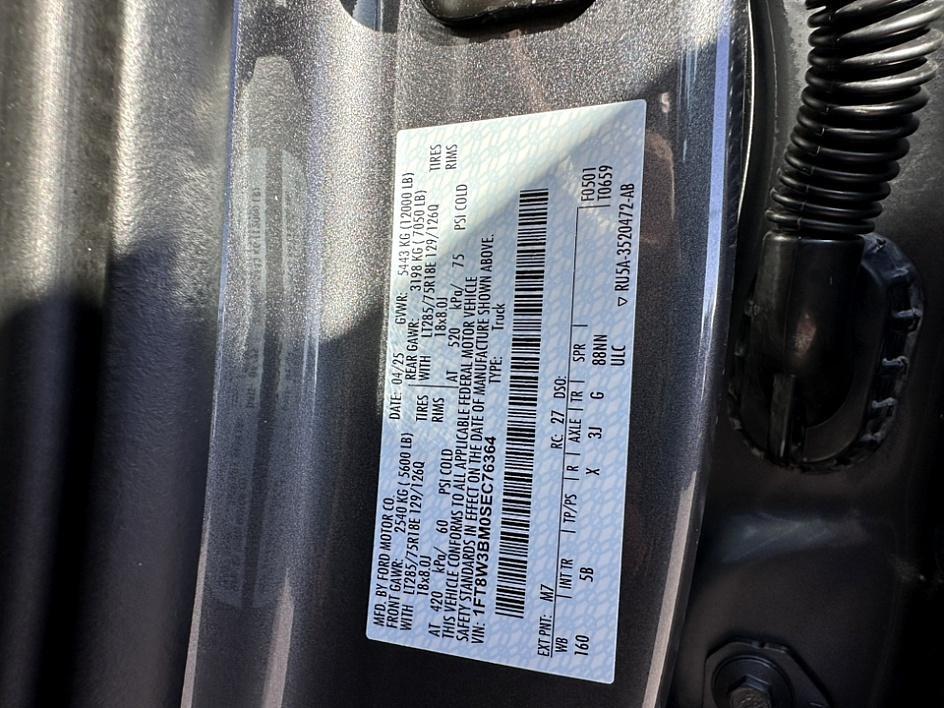 MFD. BY FORD MOTOR CO.
DATE: 04/25 GVWR: 5443 KG (12000 LB)
FRONT GAWR: 2540 KG ( 5600 LB)
REAR GAWR: 3198 KG ( 7050 LB)
WITH LT285/75R18E 129/126Q TIRES
WITH LT285/75R18E 129/126Q TIRES
18x8.0J RIMS
18x8.0J RIMS
AT 420 kPa/ 60 PSI COLD
AT 520 kPa/ 75 PSI COLD
THIS VEHICLE CONFORMS TO ALL APPLICABLE FEDERAL MOTOR VEHICLE
SAFETY STANDARDS IN EFFECT ON THE DATE OF MANUFACTURE SHOWN ABOVE.
VIN: 1FT8W3BM0SEC76364 TYPE: Truck
EXT PNT: M7 RC: 27 DSO: F0501
WB INT TR TP/PS R AXLE TR SPR T0659
160 5B X 3J G 88NN
ULC ▽ RU5A-3520472-AB